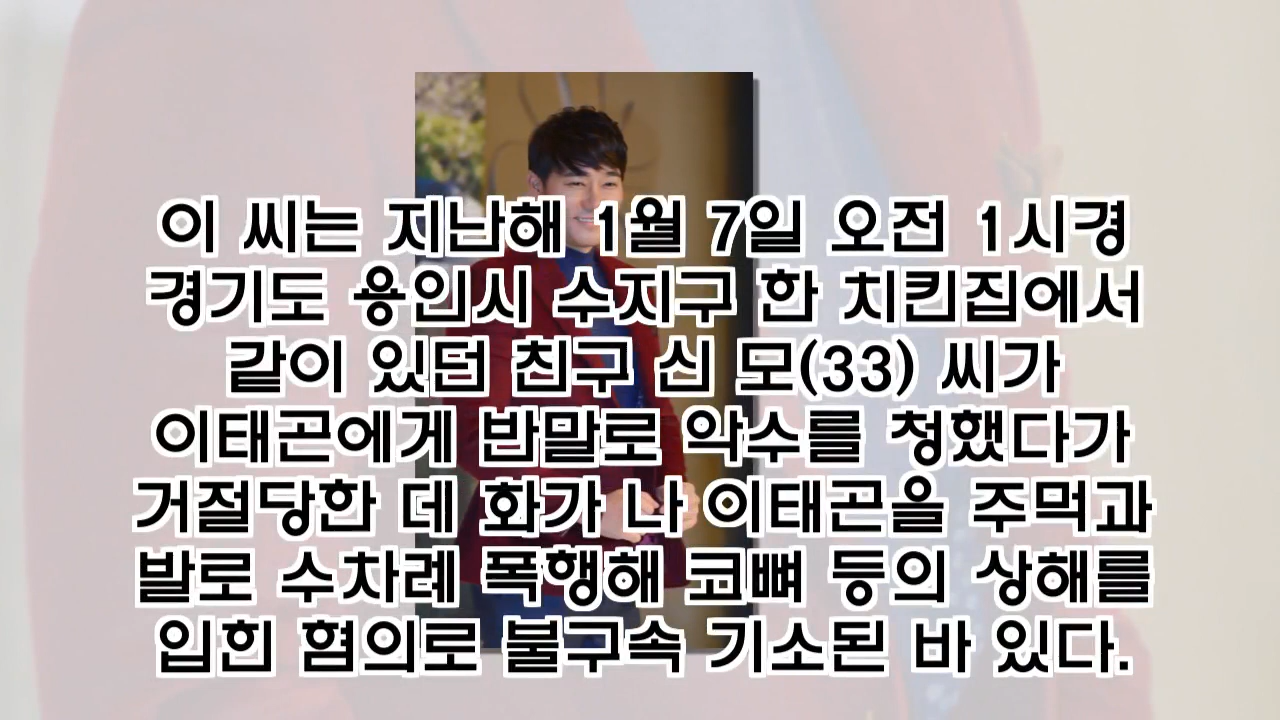 이 씨는 지난해 1월 7일 오전 1시경
경기도 용인시 수지구 한 치킨집에서
같이 있던 친구 신 모(33) 씨가
이태곤에게 반말로 악수를 청했다가
거절당한 데 화가 나 이태곤을 주먹과
발로 수차례 폭행해 코뼈 등의 상해를
입힌 혐의로 불구속 기소된 바 있다.